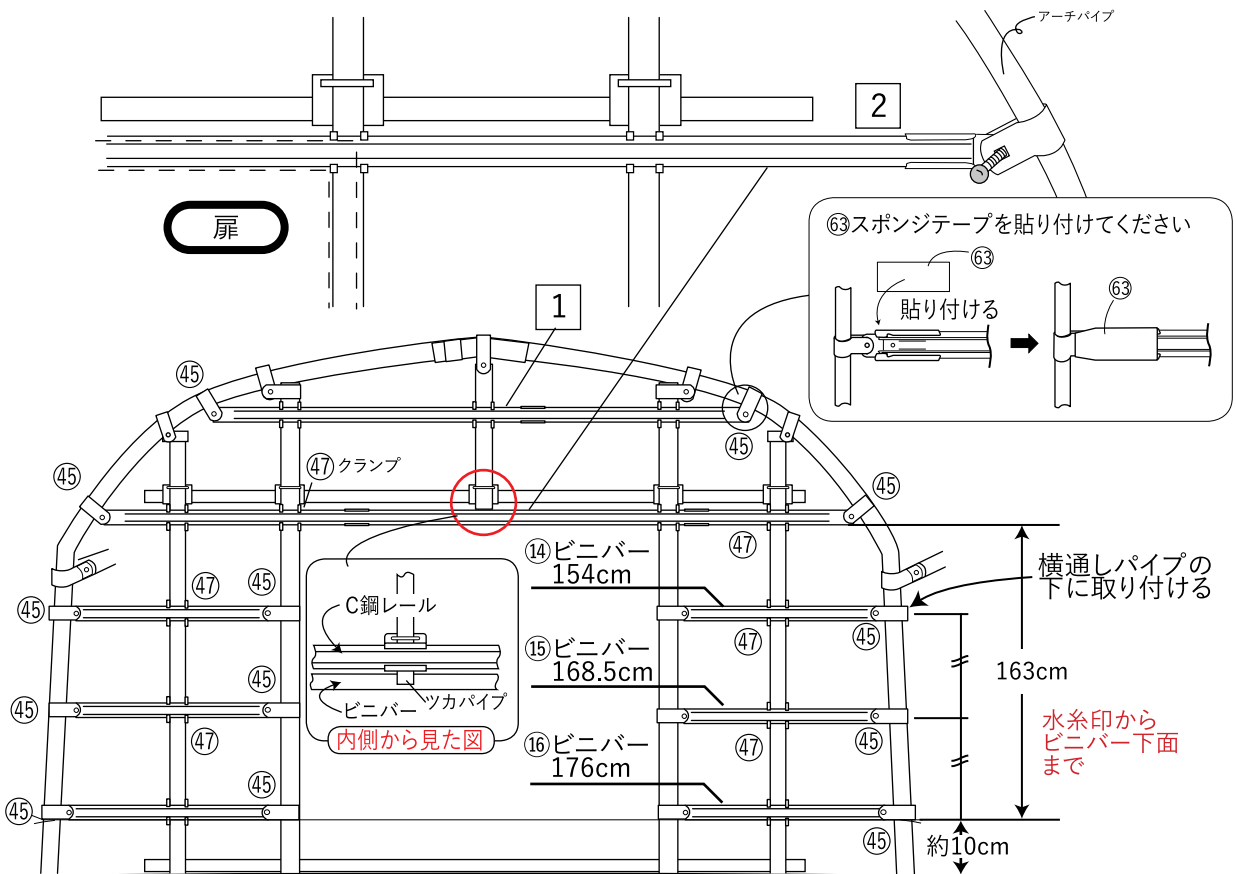 アーチパイプ
2
扉
㊿+13スポンジテープを貼り付けてください
63
貼り付ける
63
1
45
45
47クランプ
45
45
47
⑭ビニバー
154cm
横通しパイプの
下に取り付ける
47
45
45
C鋼レール
47
45
⑮ビニバー
168.5cm
163cm
45
45
ツカパイプ
ビニバー
内側から見た図
47
47
45
水糸印から
ビニバー下面
まで
⑯ビニバー
176cm
45
45
45
約10cm